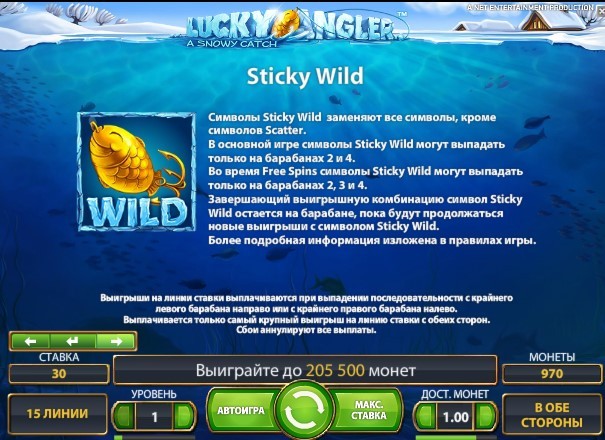 LUCKY ANGLER™
A SNOWY CATCH
A NET ENTERTAINMENT PRODUCTION
Sticky Wild
Символы Sticky Wild заменяют все символы, кроме
символов Scatter.
В основной игре символы Sticky Wild могут выпадать
только на барабанах 2 и 4.
Во время Free Spins символы Sticky Wild могут выпадать
только на барабанах 2, 3 и 4.
Завершающий выигрышную комбинацию символ Sticky
Wild остается на барабане, пока будут продолжаться
новые выигрыши с символом Sticky Wild.
Более подробная информация изложена в правилах игры.
WILD
Выигрыши на линии ставки выплачиваются при выпадении последовательности с крайнего
левого барабана направо или с крайнего правого барабана налево.
Выплачивается только самый крупный выигрыш на линию ставки с обеих сторон.
Сбои аннулируют все выплаты.
СТАВКА
30
Выиграйте до 205 500 монет
МОНЕТЫ
970
15 ЛИНИИ
УРОВЕНЬ
1
АВТОИГРА
МАКС.
СТАВКА
ДОСТ. МОНЕТ
1.00
В ОБЕ
СТОРОНЫ